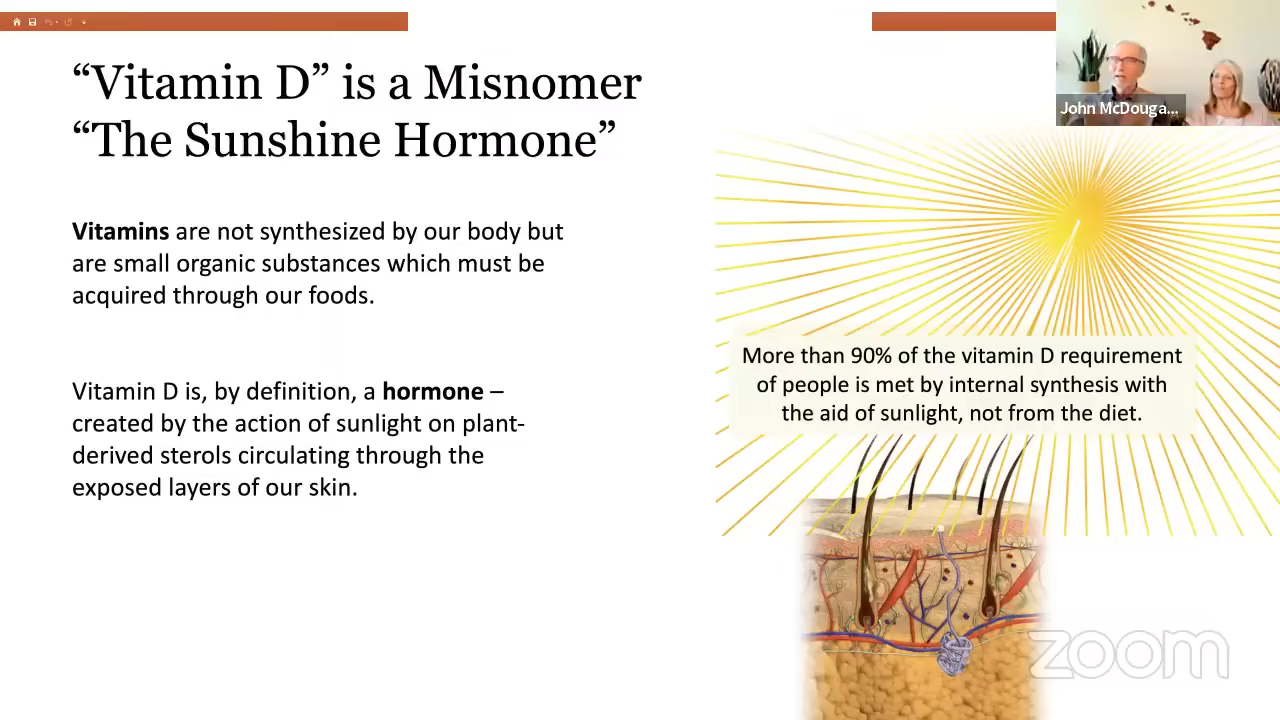 “Vitamin D” is a Misnomer
“The Sunshine Hormone”
John McDouga...
Vitamins are not synthesized by our body but
are small organic substances which must be
acquired through our foods.
Vitamin D is, by definition, a hormone –
created by the action of sunlight on plant-
derived sterols circulating through the
exposed layers of our skin.
More than 90% of the vitamin D requirement
of people is met by internal synthesis with
the aid of sunlight, not from the diet.
zoom